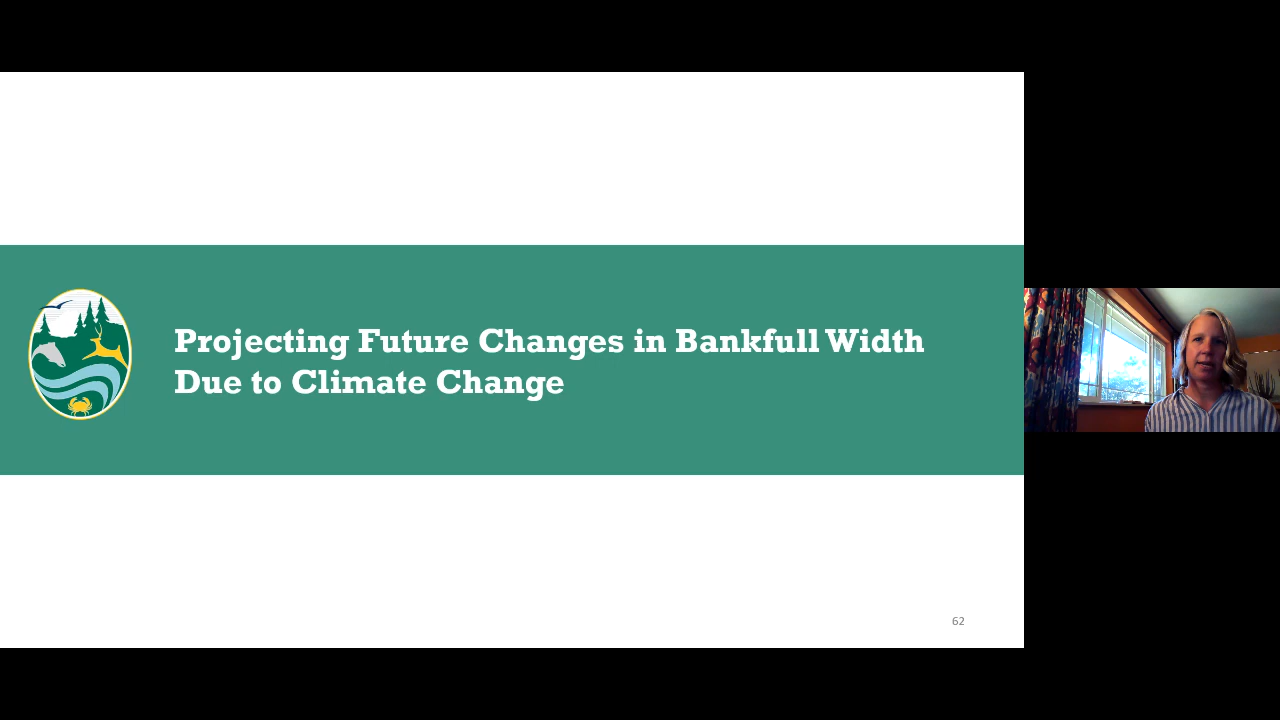 Projecting Future Changes in Bankfull Width
Due to Climate Change
62